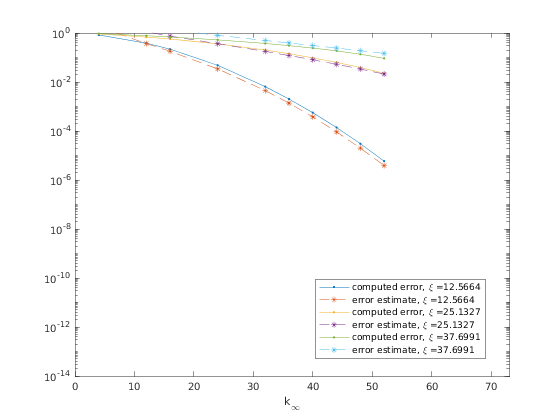 10^0
10^-2
10^-4
10^-6
10^-8
10^-10
10^-12
10^-14
0 10 20 30 40 50 60 70
k_∞
computed error, ξ =12.5664
error estimate, ξ =12.5664
computed error, ξ =25.1327
error estimate, ξ =25.1327
computed error, ξ =37.6991
error estimate, ξ =37.6991